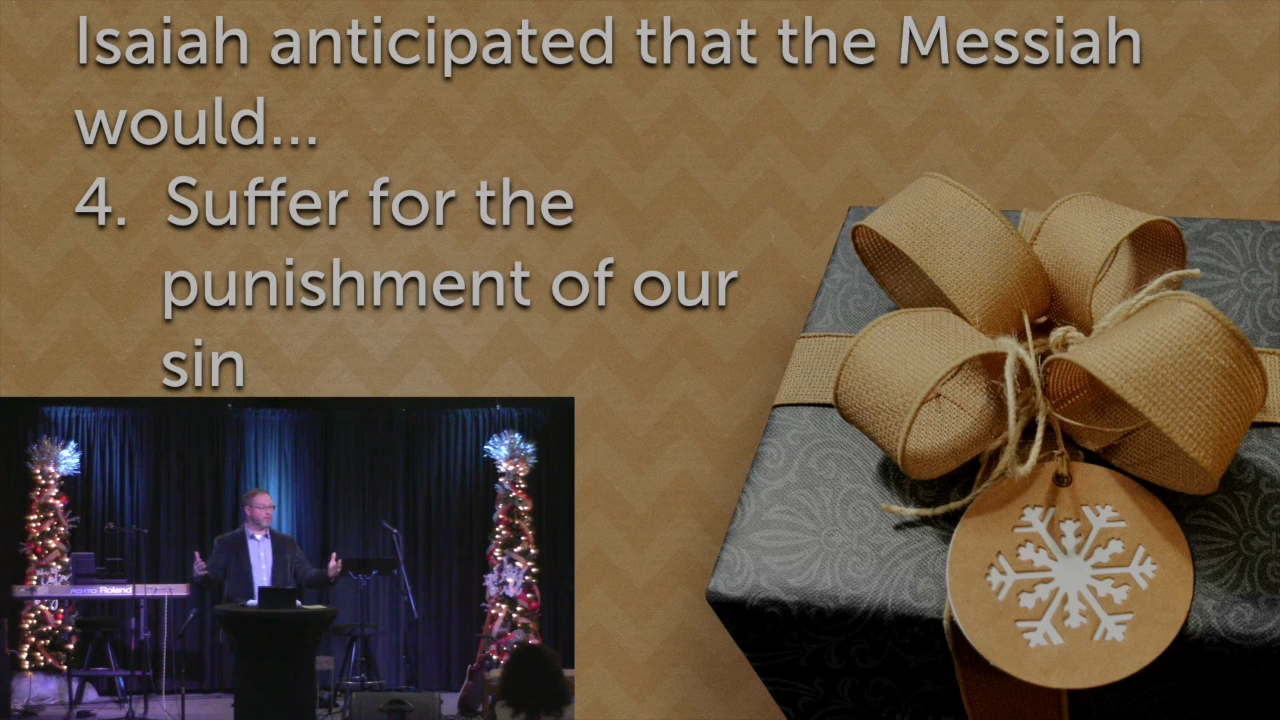 Isaiah anticipated that the Messiah
would...
4. Suffer for the
punishment of our
sin
Roland